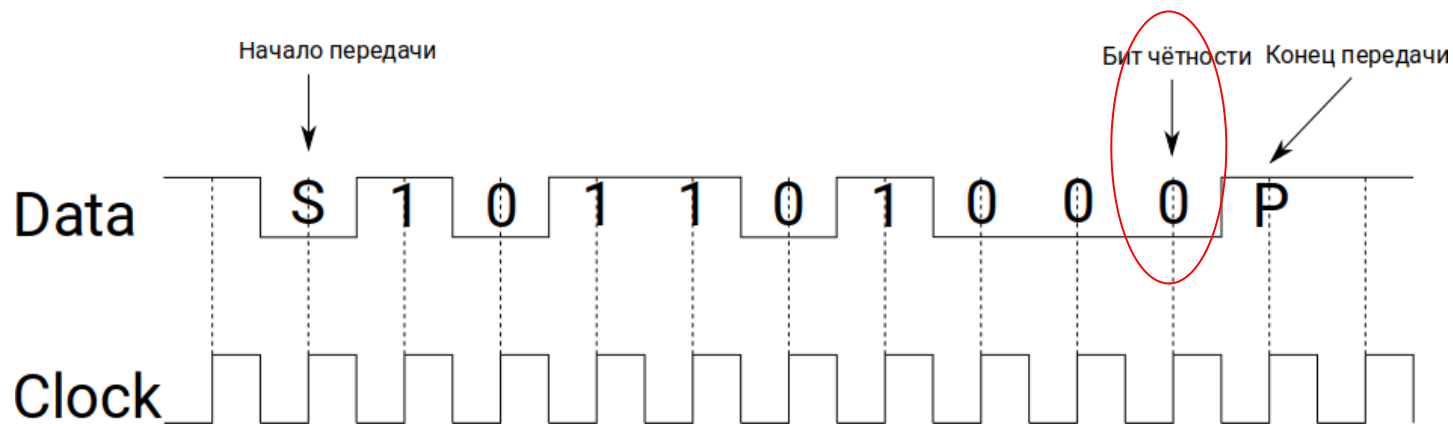 Начало передачи
Бит чётности
Конец передачи
Data
S 1 0 1 1 0 1 0 0 0 P
Clock